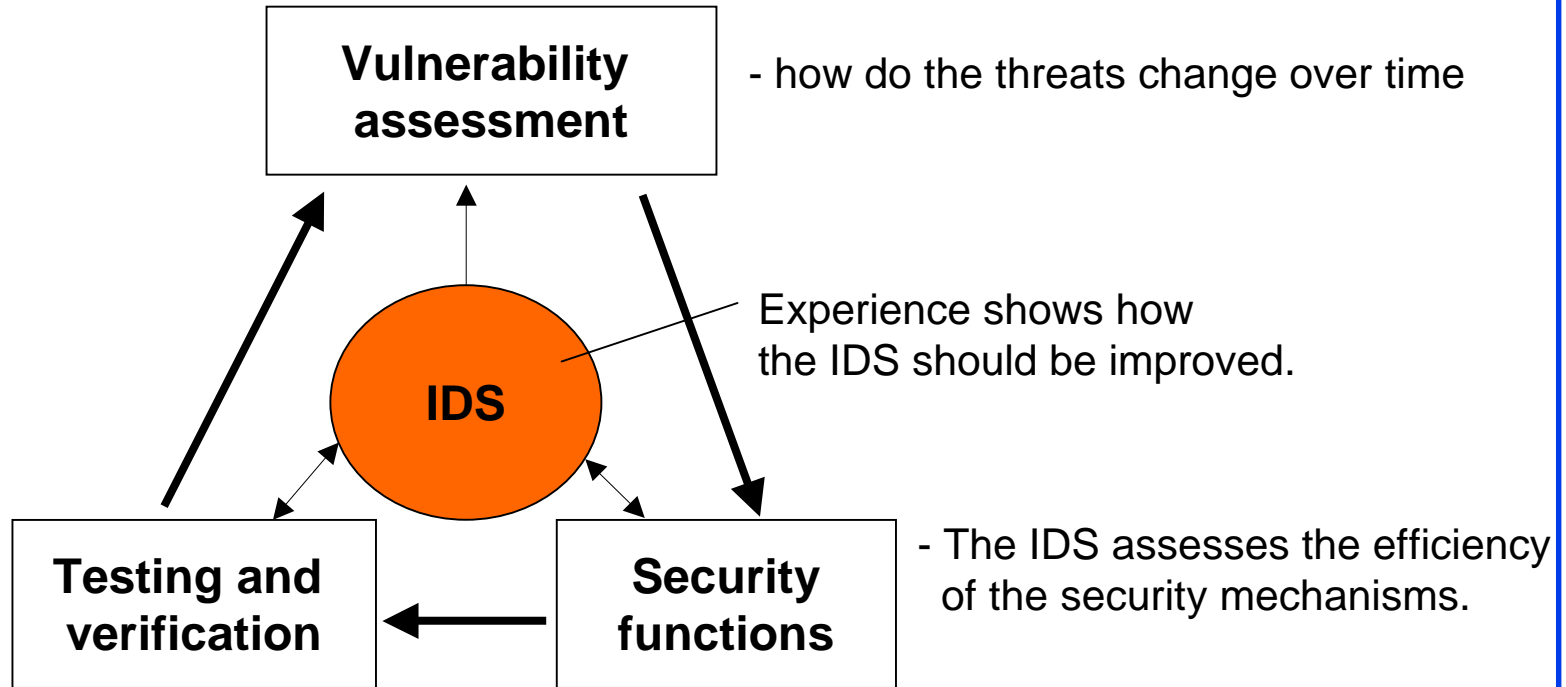 Vulnerability
assessment
- how do the threats change over time
Experience shows how
the IDS should be improved.
IDS
Testing and
verification
Security
functions
- The IDS assesses the efficiency
of the security mechanisms.